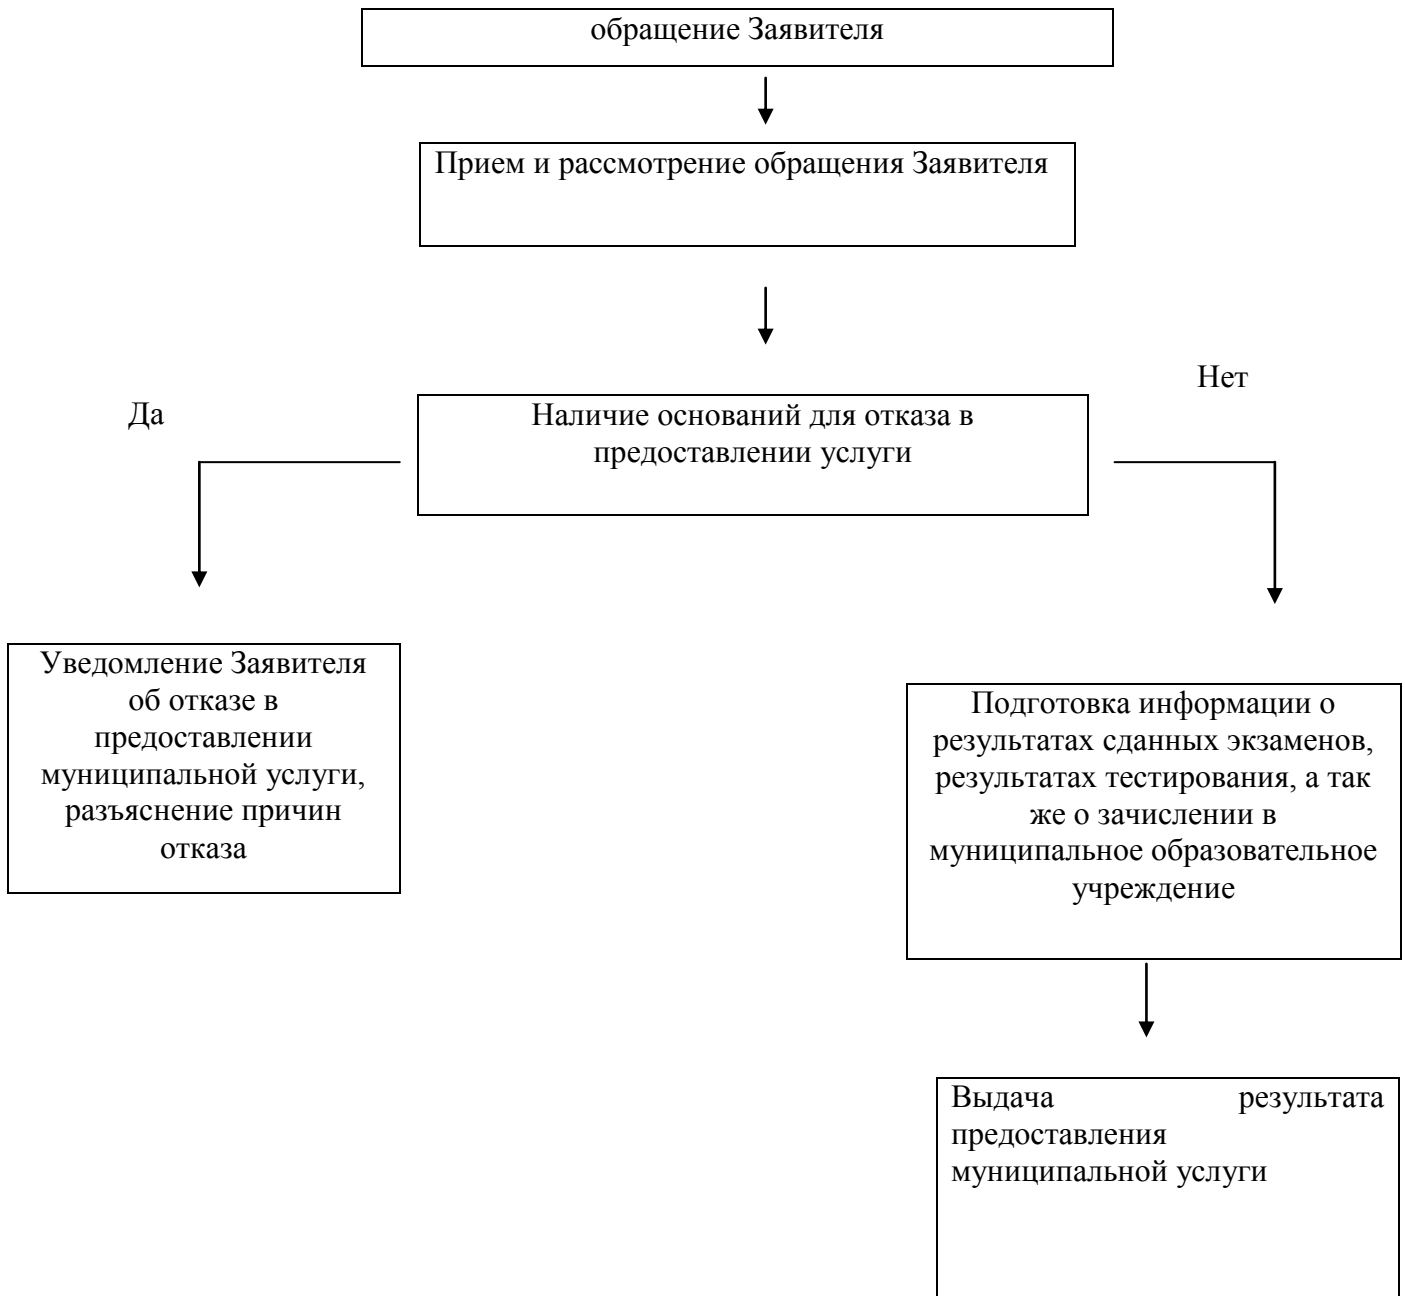 обращение Заявителя
Прием и рассмотрение обращения Заявителя
Нет
Да
Наличие оснований для отказа в
предоставлении услуги
Уведомление Заявителя
об отказе в
предоставлении
муниципальной услуги,
разъяснение причин
отказа
Подготовка информации о
результатах сданных экзаменов,
результатах тестирования, а так
же о зачислении в
муниципальное образовательное
учреждение
Выдача результата
предоставления
муниципальной услуги